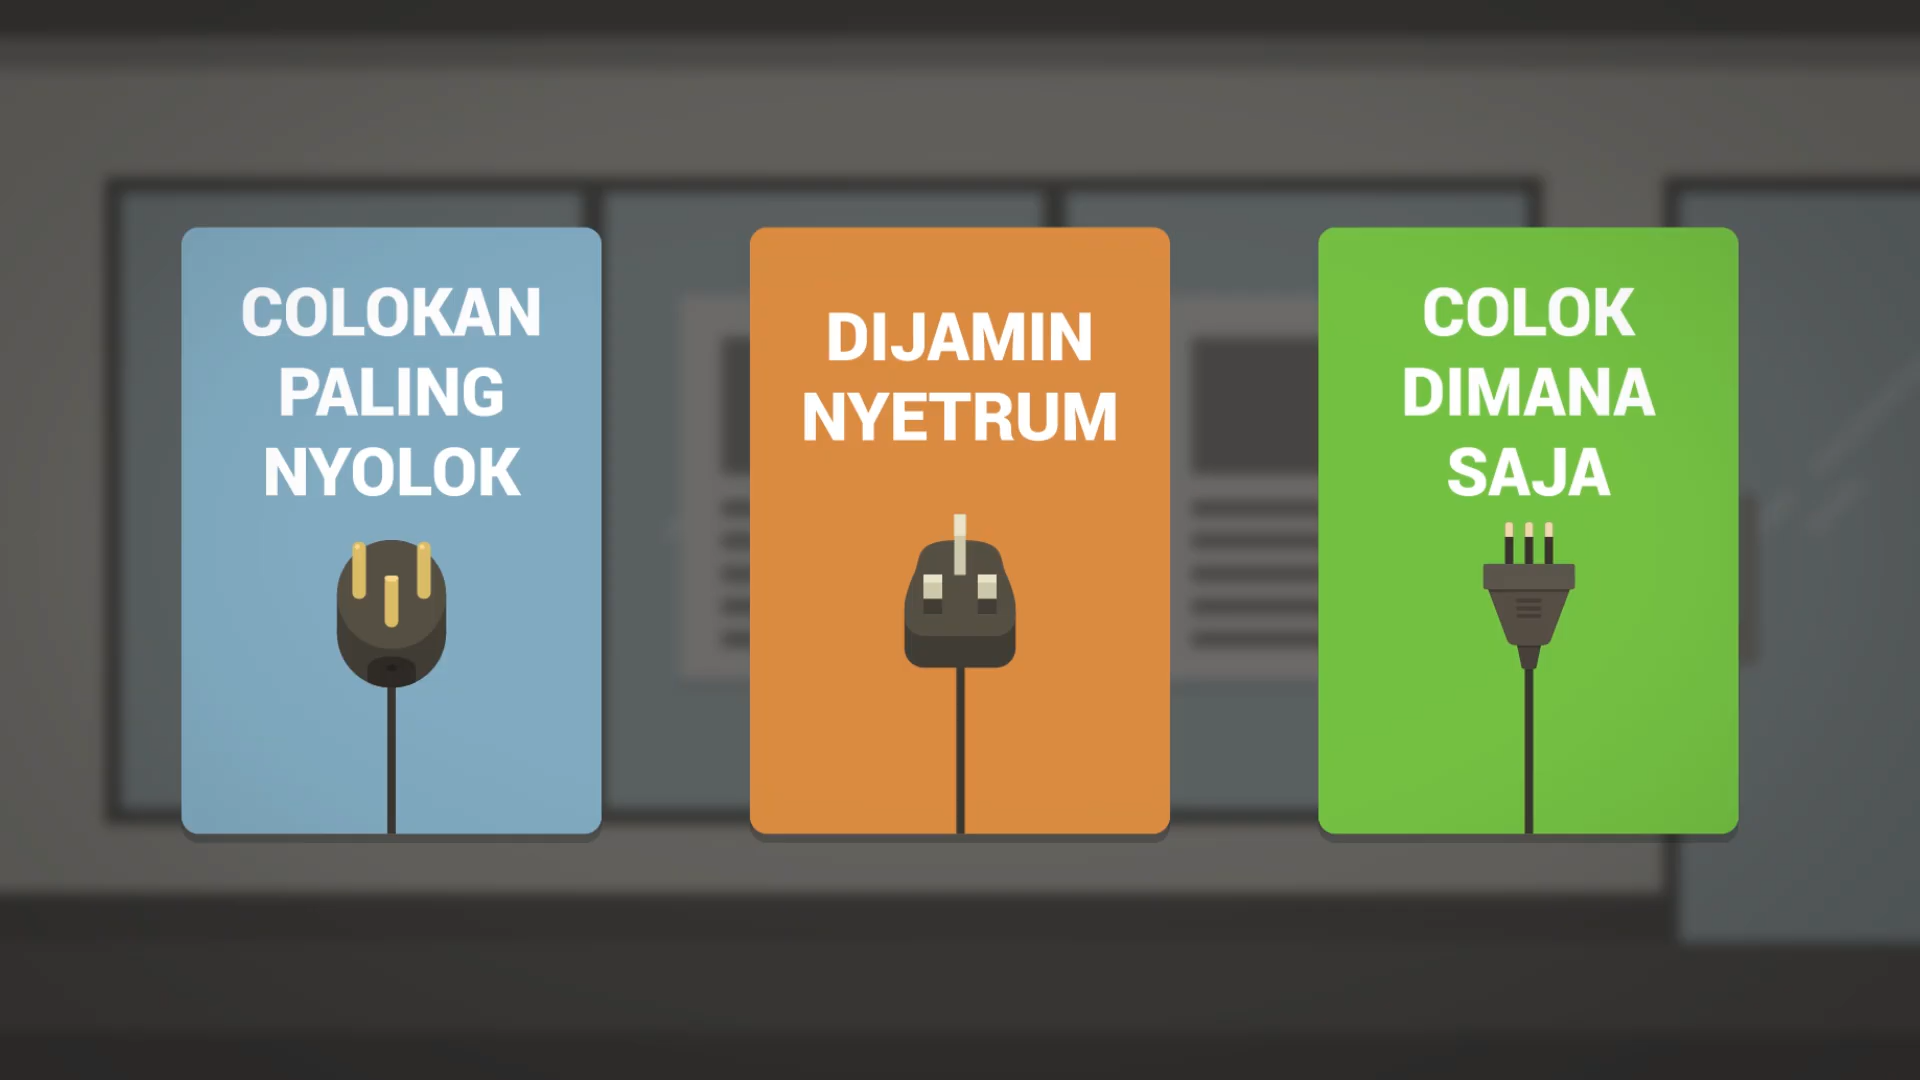 COLOKAN
PALING
NYOLOK
DIJAMIN
NYETRUM
COLOK
DIMANA
SAJA